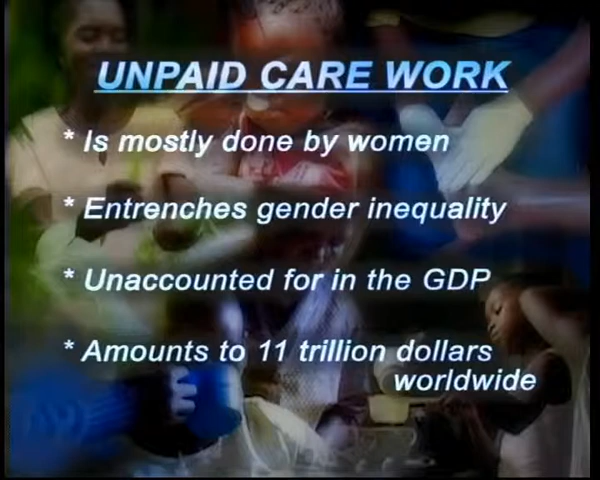 UNPAID CARE WORK
* Is mostly done by women
* Entrenches gender inequality
* Unaccounted for in the GDP
* Amounts to 11 trillion dollars
worldwide